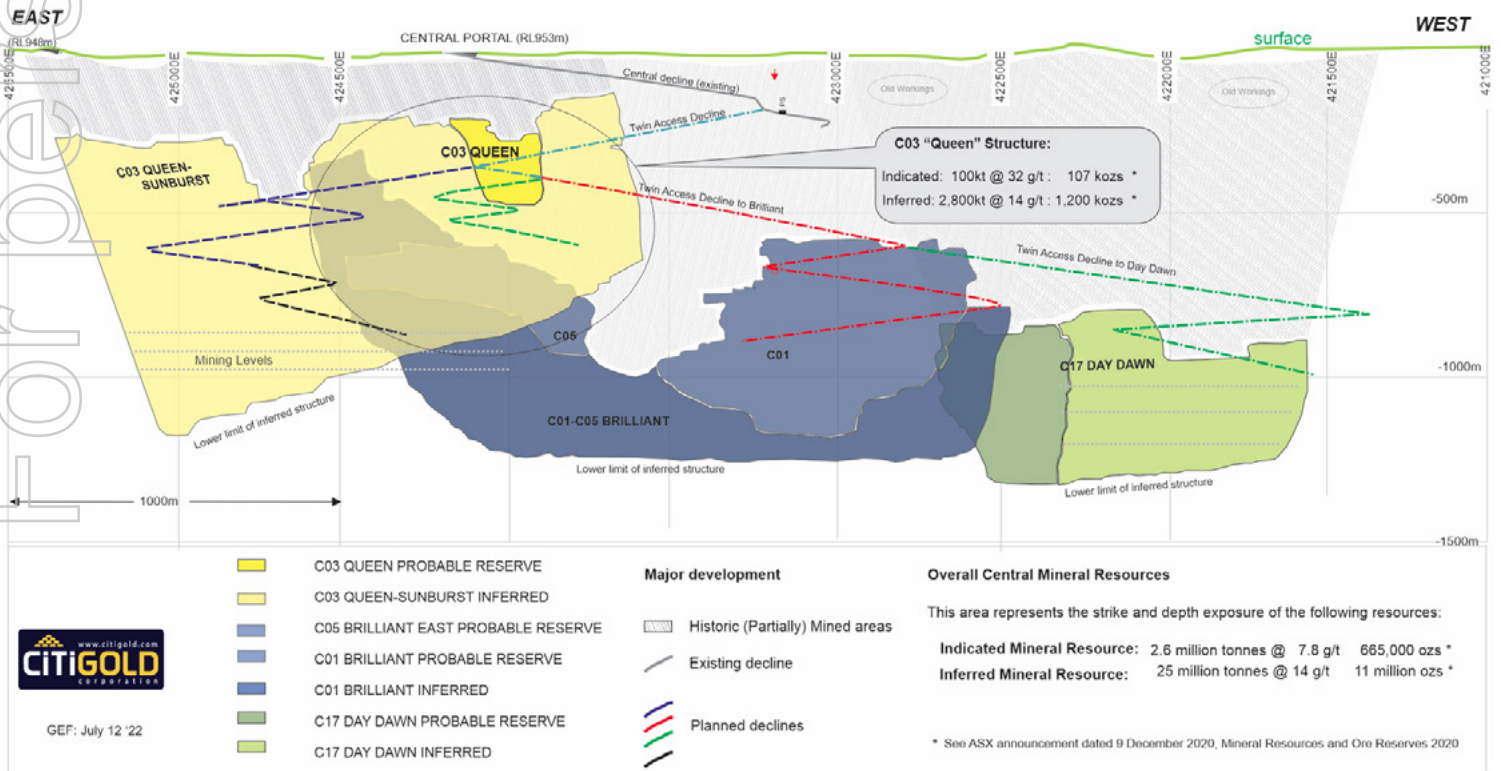 For pers
EAST
WEST
(RL948m)
CENTRAL PORTAL (RL953m)
surface
425500E
425000E
424500E
423000E
422500E
422000E
421500E
421000E
Central decline (existing)
PS
Old Workings
Old Workings
Twin Access Decline
C03 QUEEN
C03 QUEEN-
SUNBURST
C03 "Queen" Structure:
Indicated: 100kt @ 32 g/t : 107 kozs *
Inferred: 2,800kt @ 14 g/t : 1,200 kozs *
Twin Access Decline to Brilliant
-500m
Twin Access Decline to Day Dawn
C05
C01
Mining Levels
C17 DAY DAWN
-1000m
C01-C05 BRILLIANT
Lower limit of inferred structure
Lower limit of inferred structure
Lower limit of inferred structure
1000m
-1500m
C03 QUEEN PROBABLE RESERVE
C03 QUEEN-SUNBURST INFERRED
C05 BRILLIANT EAST PROBABLE RESERVE
C01 BRILLIANT PROBABLE RESERVE
C01 BRILLIANT INFERRED
C17 DAY DAWN PROBABLE RESERVE
C17 DAY DAWN INFERRED
www.citigold.com
CITIGOLD
corporation
GEF: July 12 '22
Major development
Historic (Partially) Mined areas
Existing decline
Planned declines
Overall Central Mineral Resources
This area represents the strike and depth exposure of the following resources:
Indicated Mineral Resource: 2.6 million tonnes @ 7.8 g/t 665,000 ozs *
Inferred Mineral Resource: 25 million tonnes @ 14 g/t 11 million ozs *
* See ASX announcement dated 9 December 2020, Mineral Resources and Ore Reserves 2020